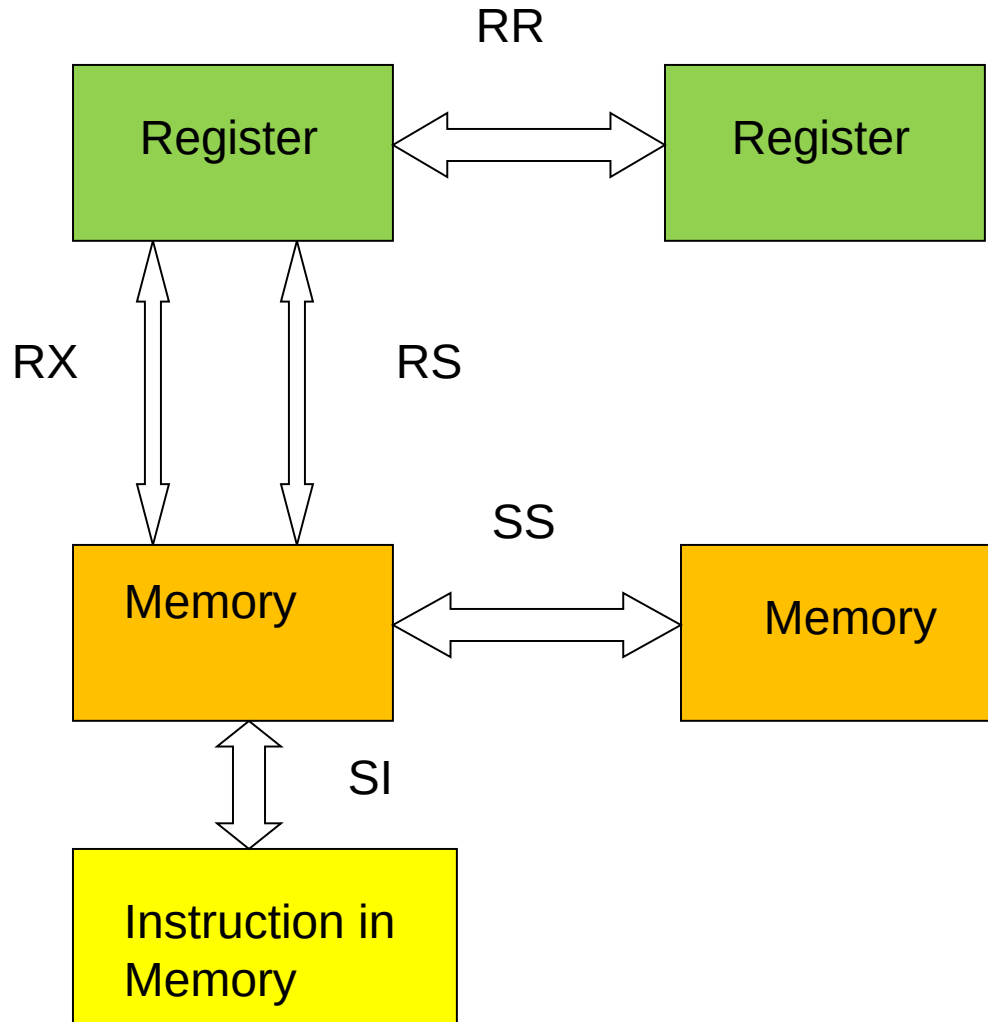 RR
Register
Register
RX
RS
SS
Memory
Memory
SI
Instruction in
Memory